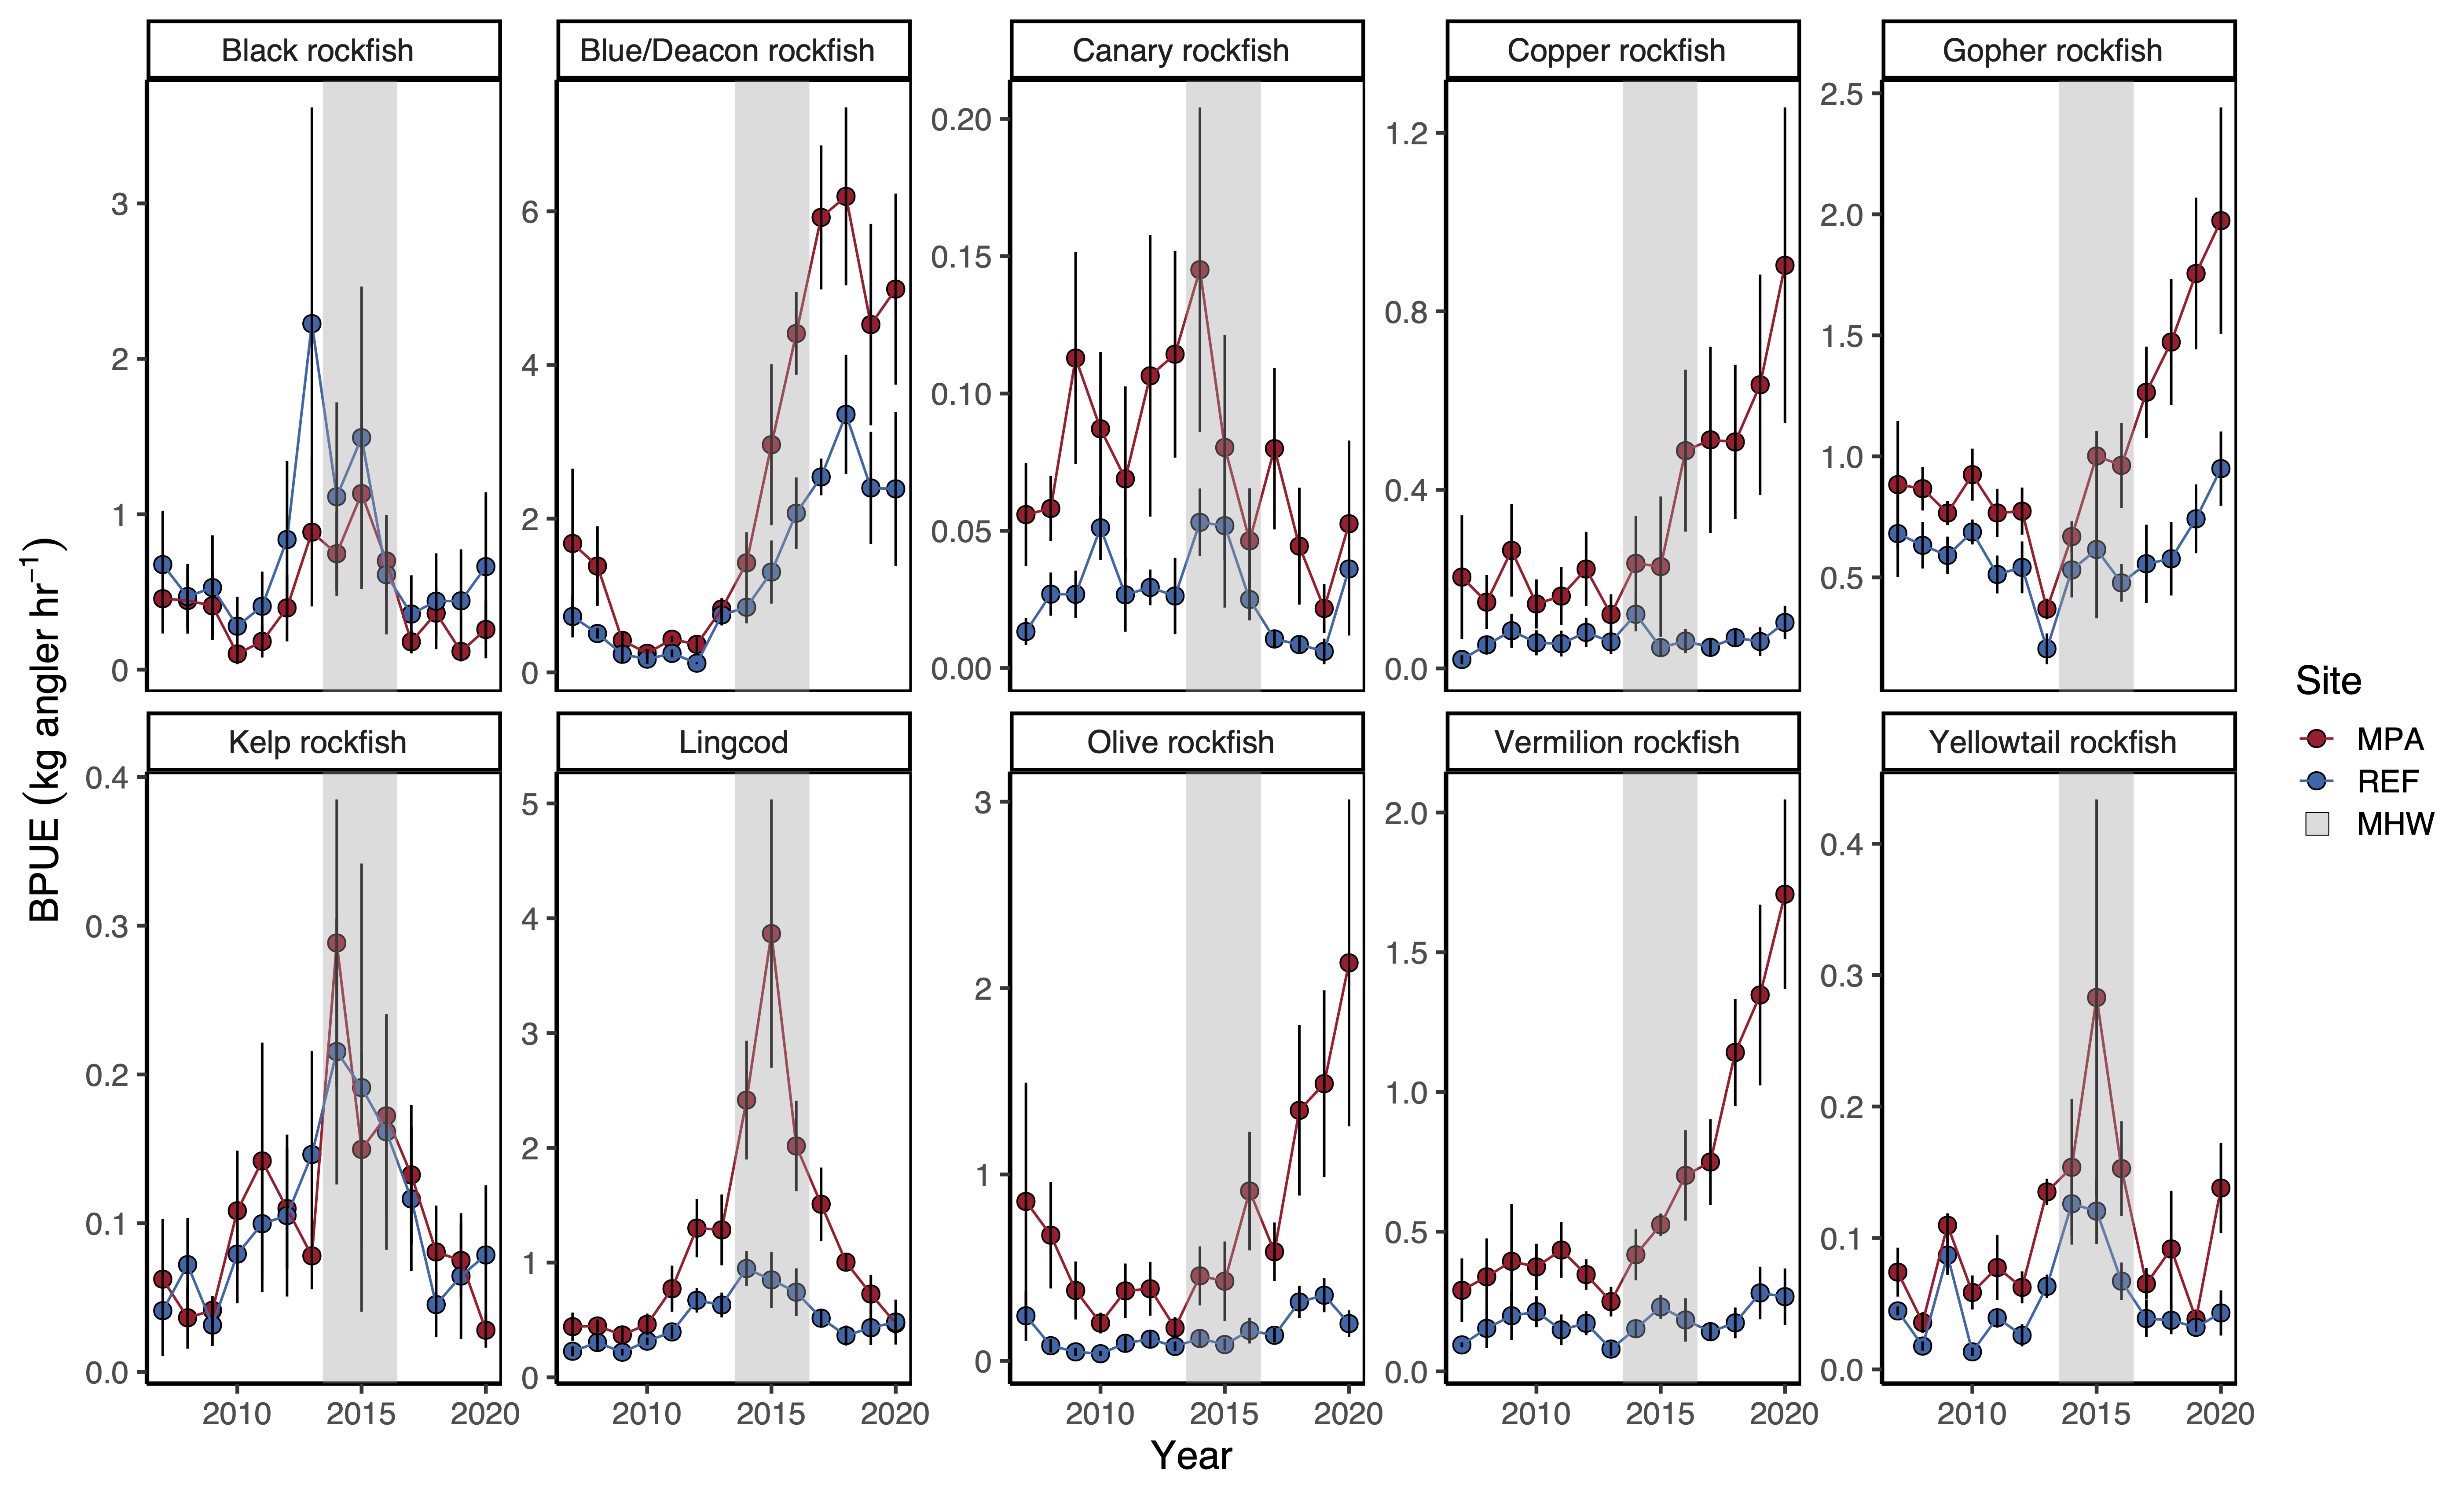 Black rockfish
Blue/Deacon rockfish
Canary rockfish
Copper rockfish
Gopher rockfish
3
2
1
0
6
4
2
0
0.20
0.15
0.10
0.05
0.00
1.2
0.8
0.4
0.0
2.5
2.0
1.5
1.0
0.5
Kelp rockfish
Lingcod
Olive rockfish
Vermilion rockfish
Yellowtail rockfish
0.4
0.3
0.2
0.1
0.0
5
4
3
2
1
0
3
2
1
0
2.0
1.5
1.0
0.5
0.0
0.4
0.3
0.2
0.1
0.0
2010 2015 2020
2010 2015 2020
2010 2015 2020
2010 2015 2020
2010 2015 2020
Year
BPUE (kg angler hr⁻¹)
Site
MPA
REF
MHW